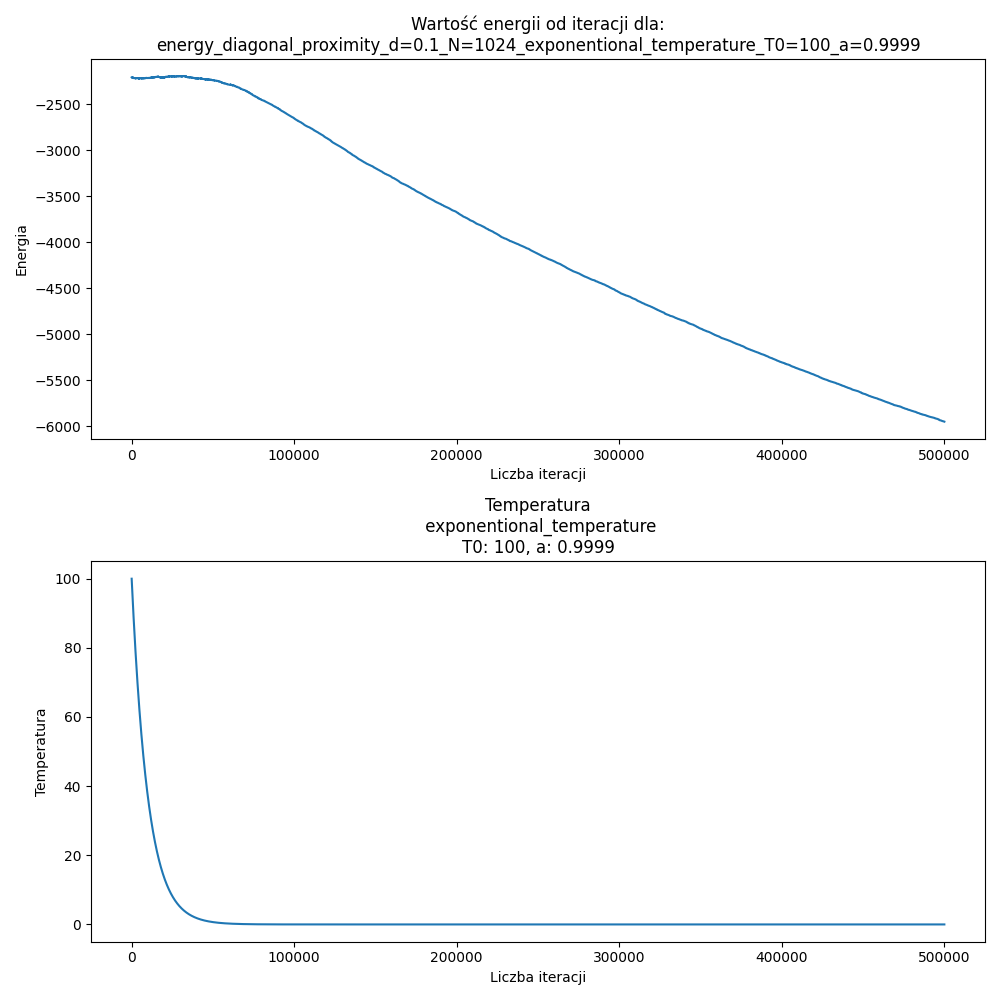 Wartość energii od iteracji dla:
energy_diagonal_proximity_d=0.1_N=1024_exponentional_temperature_T0=100_a=0.9999
−2500
−3000
−3500
−4000
−4500
−5000
−5500
−6000
Energia
0 100000 200000 300000 400000 500000
Liczba iteracji
Temperatura
exponentional_temperature
T0: 100, a: 0.9999
100
80
60
40
20
0
Temperatura
0 100000 200000 300000 400000 500000
Liczba iteracji